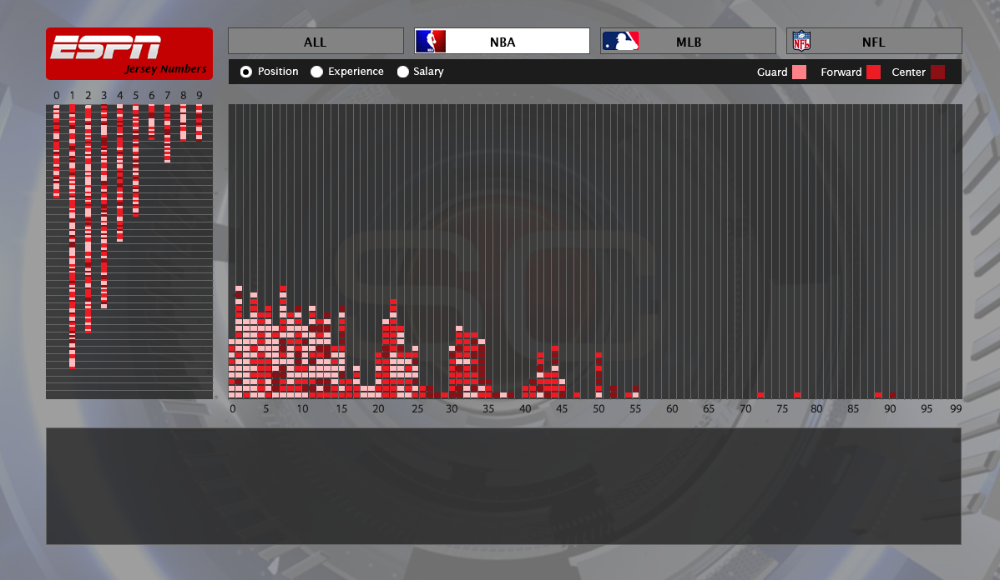 ESPN
Jersey Numbers
ALL
NBA
MLB
NFL
Position Experience Salary
Guard Forward Center
0 1 2 3 4 5 6 7 8 9
0 5 10 15 20 25 30 35 40 45 50 55 60 65 70 75 80 85 90 95 99